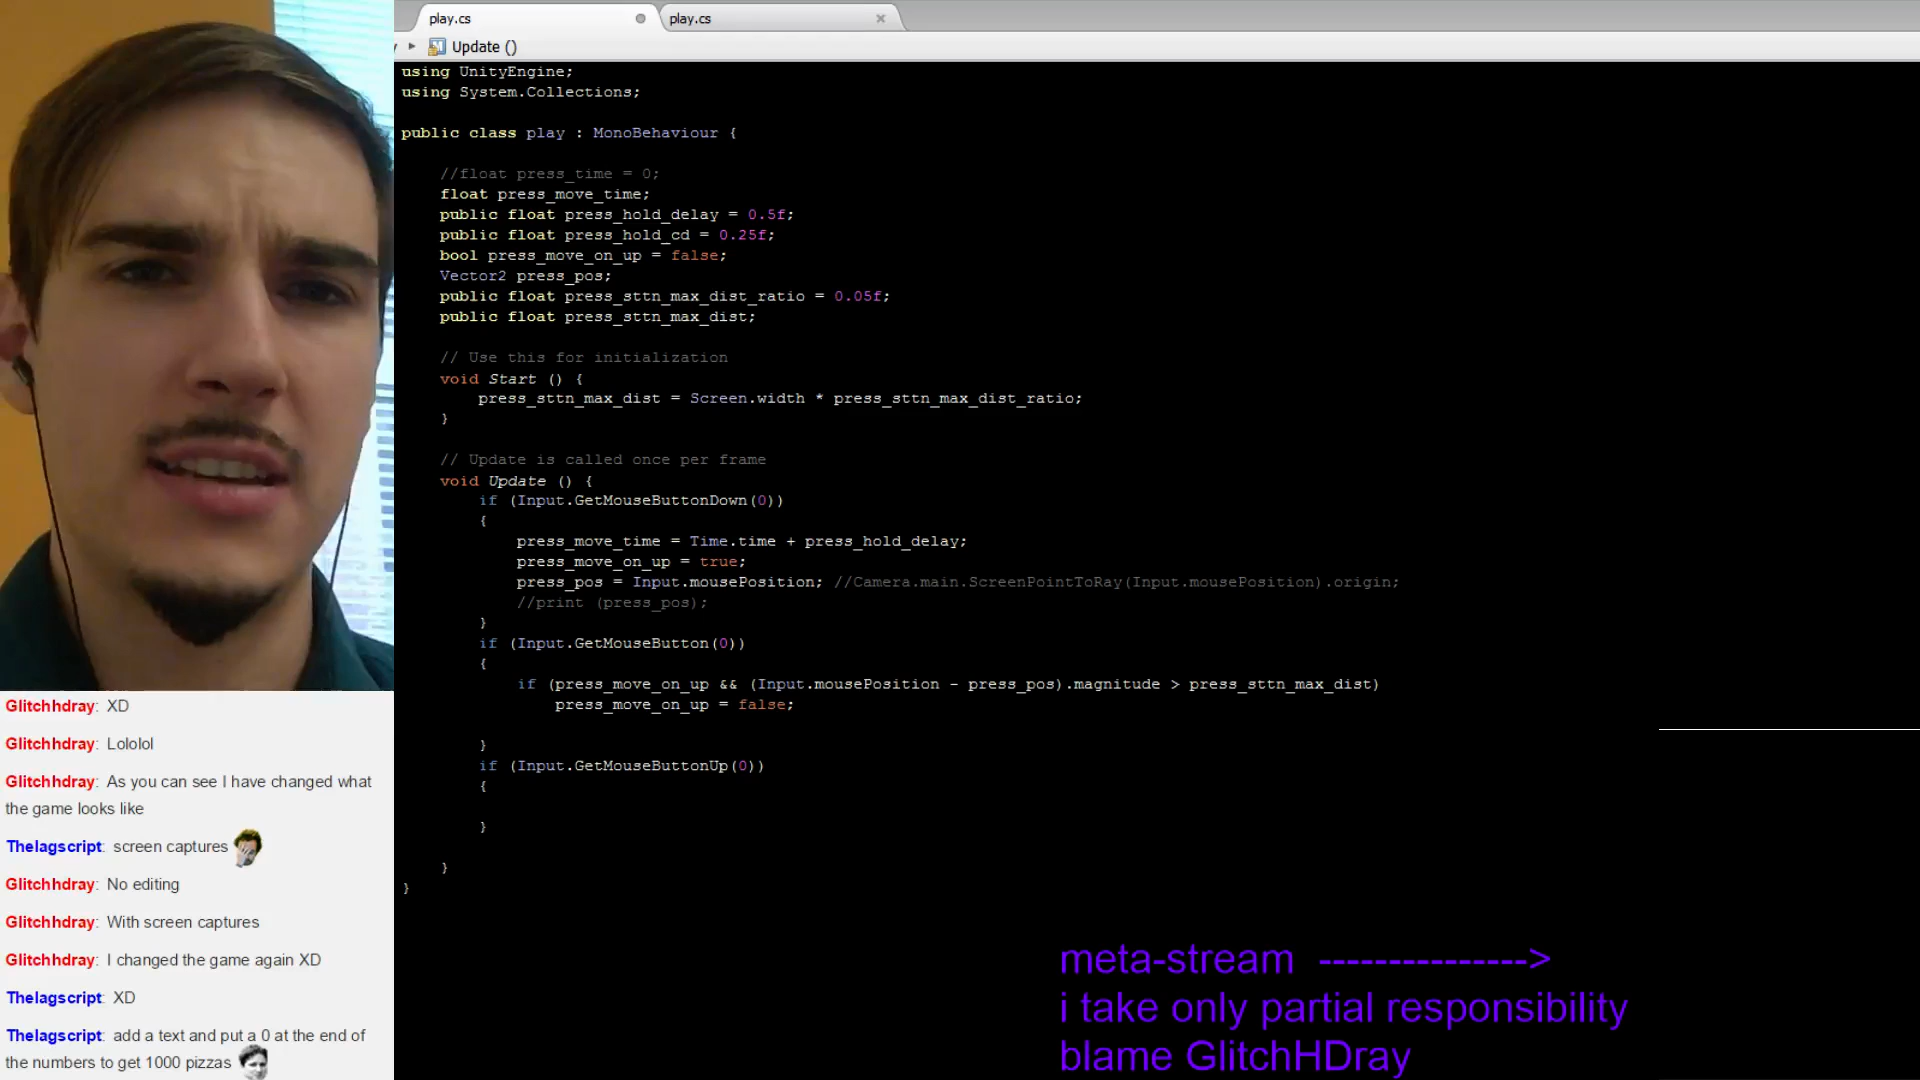 play.cs
play.cs
Update ()
using UnityEngine;
using System.Collections;
public class play : MonoBehaviour {
//float press_time = 0;
float press_move_time;
public float press_hold_delay = 0.5f;
public float press_hold_cd = 0.25f;
bool press_move_on_up = false;
Vector2 press_pos;
public float press_sttn_max_dist_ratio = 0.05f;
public float press_sttn_max_dist;
// Use this for initialization
void Start () {
press_sttn_max_dist = Screen.width * press_sttn_max_dist_ratio;
}
// Update is called once per frame
void Update () {
if (Input.GetMouseButtonDown(0))
{
press_move_time = Time.time + press_hold_delay;
press_move_on_up = true;
press_pos = Input.mousePosition; //Camera.main.ScreenPointToRay(Input.mousePosition).origin;
//print (press_pos);
}
if (Input.GetMouseButton(0))
{
if (press_move_on_up && (Input.mousePosition - press_pos).magnitude > press_sttn_max_dist)
press_move_on_up = false;
}
if (Input.GetMouseButtonUp(0))
{
}
}
}
Glitchhdray: XD
Glitchhdray: Lololol
Glitchhdray: As you can see I have changed what
the game looks like
Thelagscript: screen captures
Glitchhdray: No editing
Glitchhdray: With screen captures
Glitchhdray: I changed the game again XD
Thelagscript: XD
Thelagscript: add a text and put a 0 at the end of
the numbers to get 1000 pizzas
meta-stream --------------->
i take only partial responsibility
blame GlitchHDray